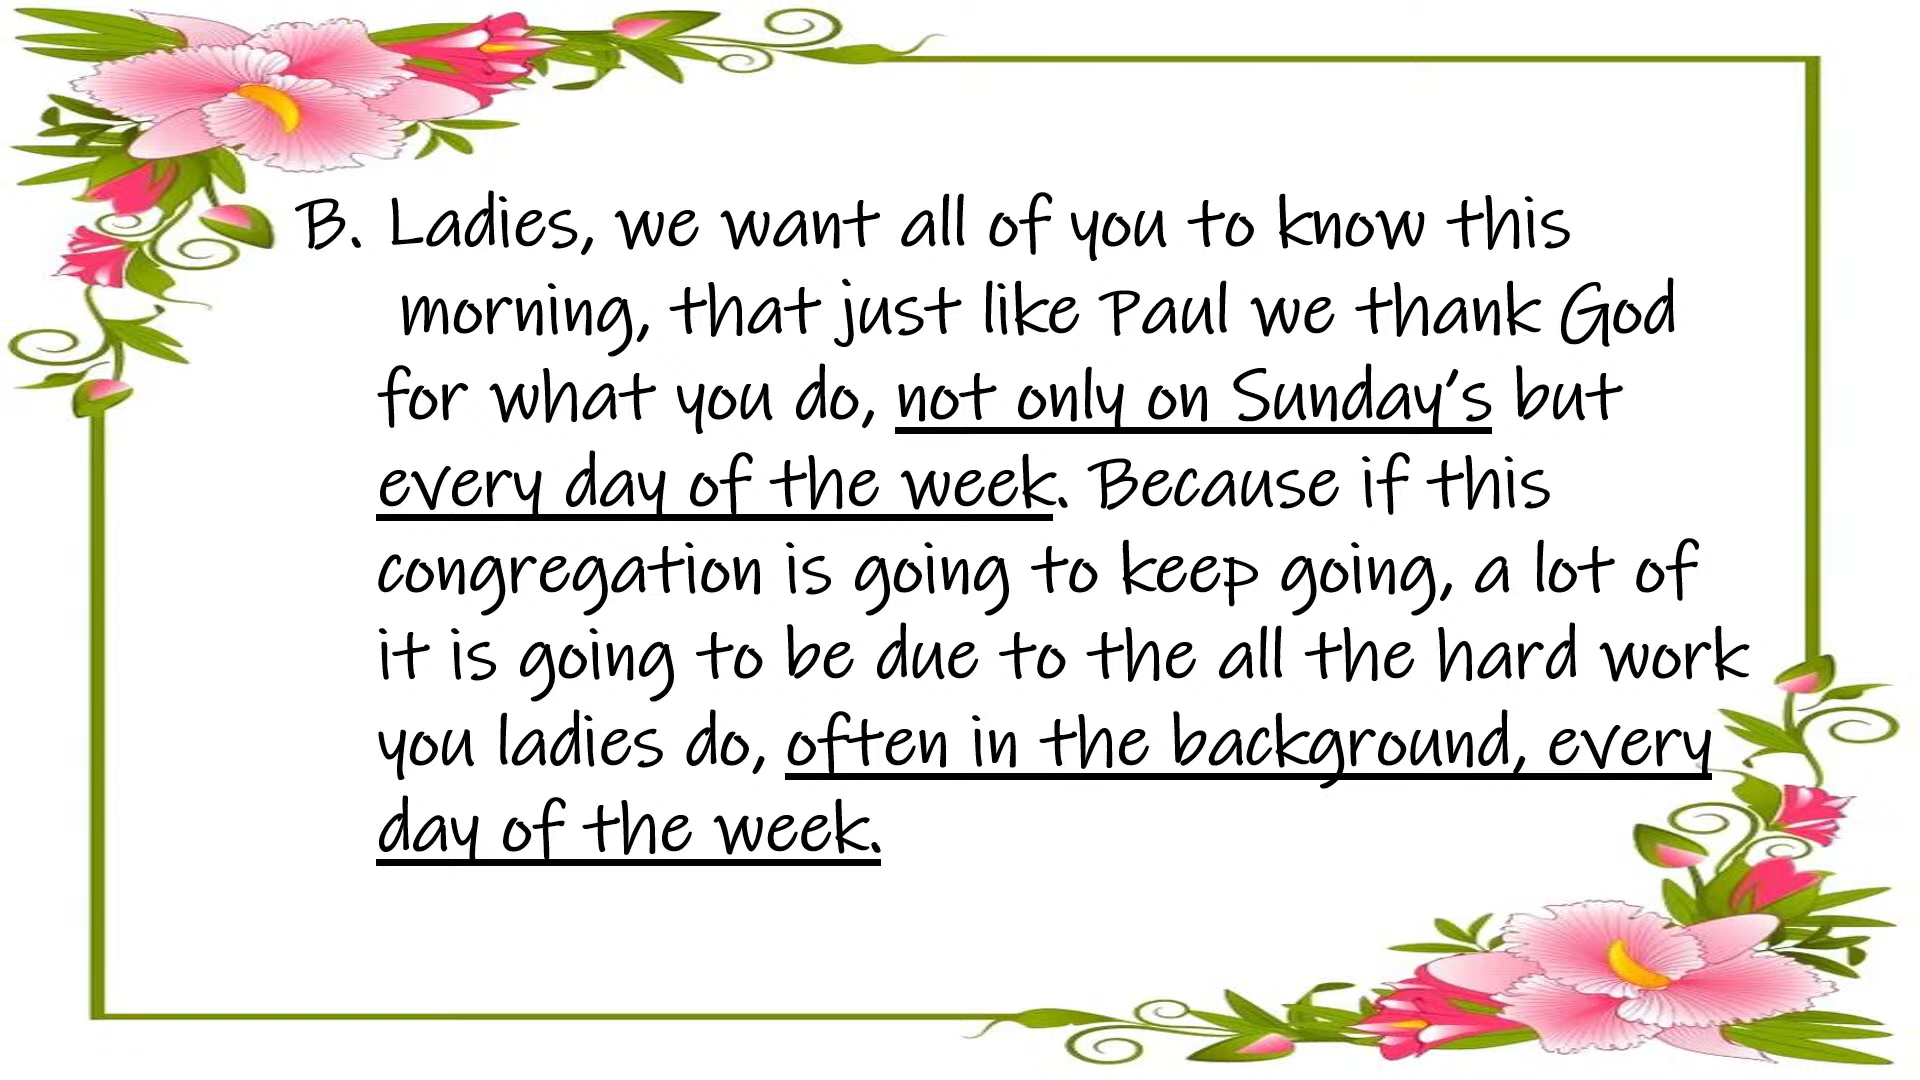 B. Ladies, we want all of you to know this
morning, that just like Paul we thank God
for what you do, not only on Sunday's but
every day of the week. Because if this
congregation is going to keep going, a lot of
it is going to be due to the all the hard work
you ladies do, often in the background, every
day of the week.